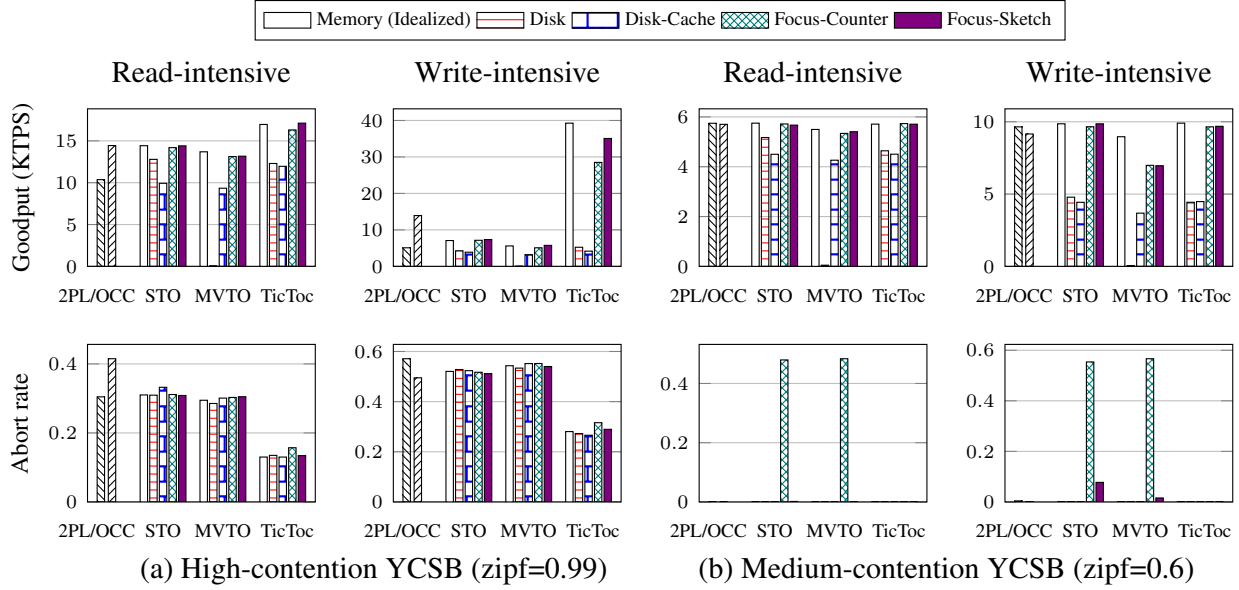 Memory (Idealized) Disk Disk-Cache Focus-Counter Focus-Sketch
Read-intensive Write-intensive Read-intensive Write-intensive
Goodput (KTPS)
15
10
5
0
2PL/OCC STO MVTO TicToc
40
30
20
10
0
2PL/OCC STO MVTO TicToc
6
4
2
0
2PL/OCC STO MVTO TicToc
10
5
0
2PL/OCC STO MVTO TicToc
Abort rate
0.4
0.2
0
2PL/OCC STO MVTO TicToc
0.6
0.4
0.2
0
2PL/OCC STO MVTO TicToc
0.4
0.2
0
2PL/OCC STO MVTO TicToc
0.6
0.4
0.2
0
2PL/OCC STO MVTO TicToc
(a) High-contention YCSB (zipf=0.99) (b) Medium-contention YCSB (zipf=0.6)